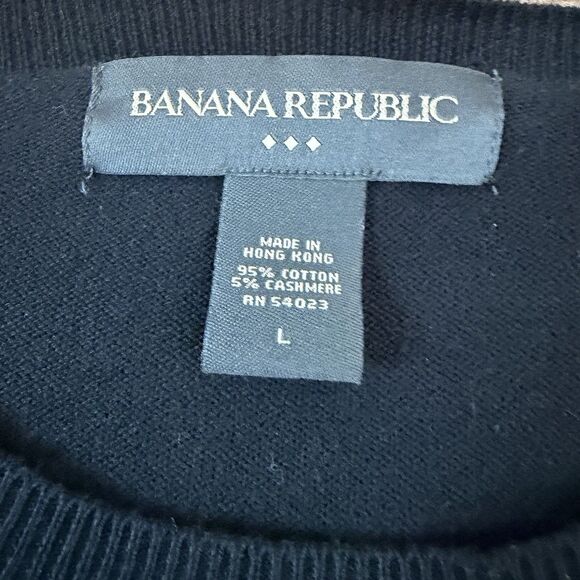 BANANA REPUBLIC
MADE IN
HONG KONG
95% COTTON
5% CASHMERE
RN 54023
L